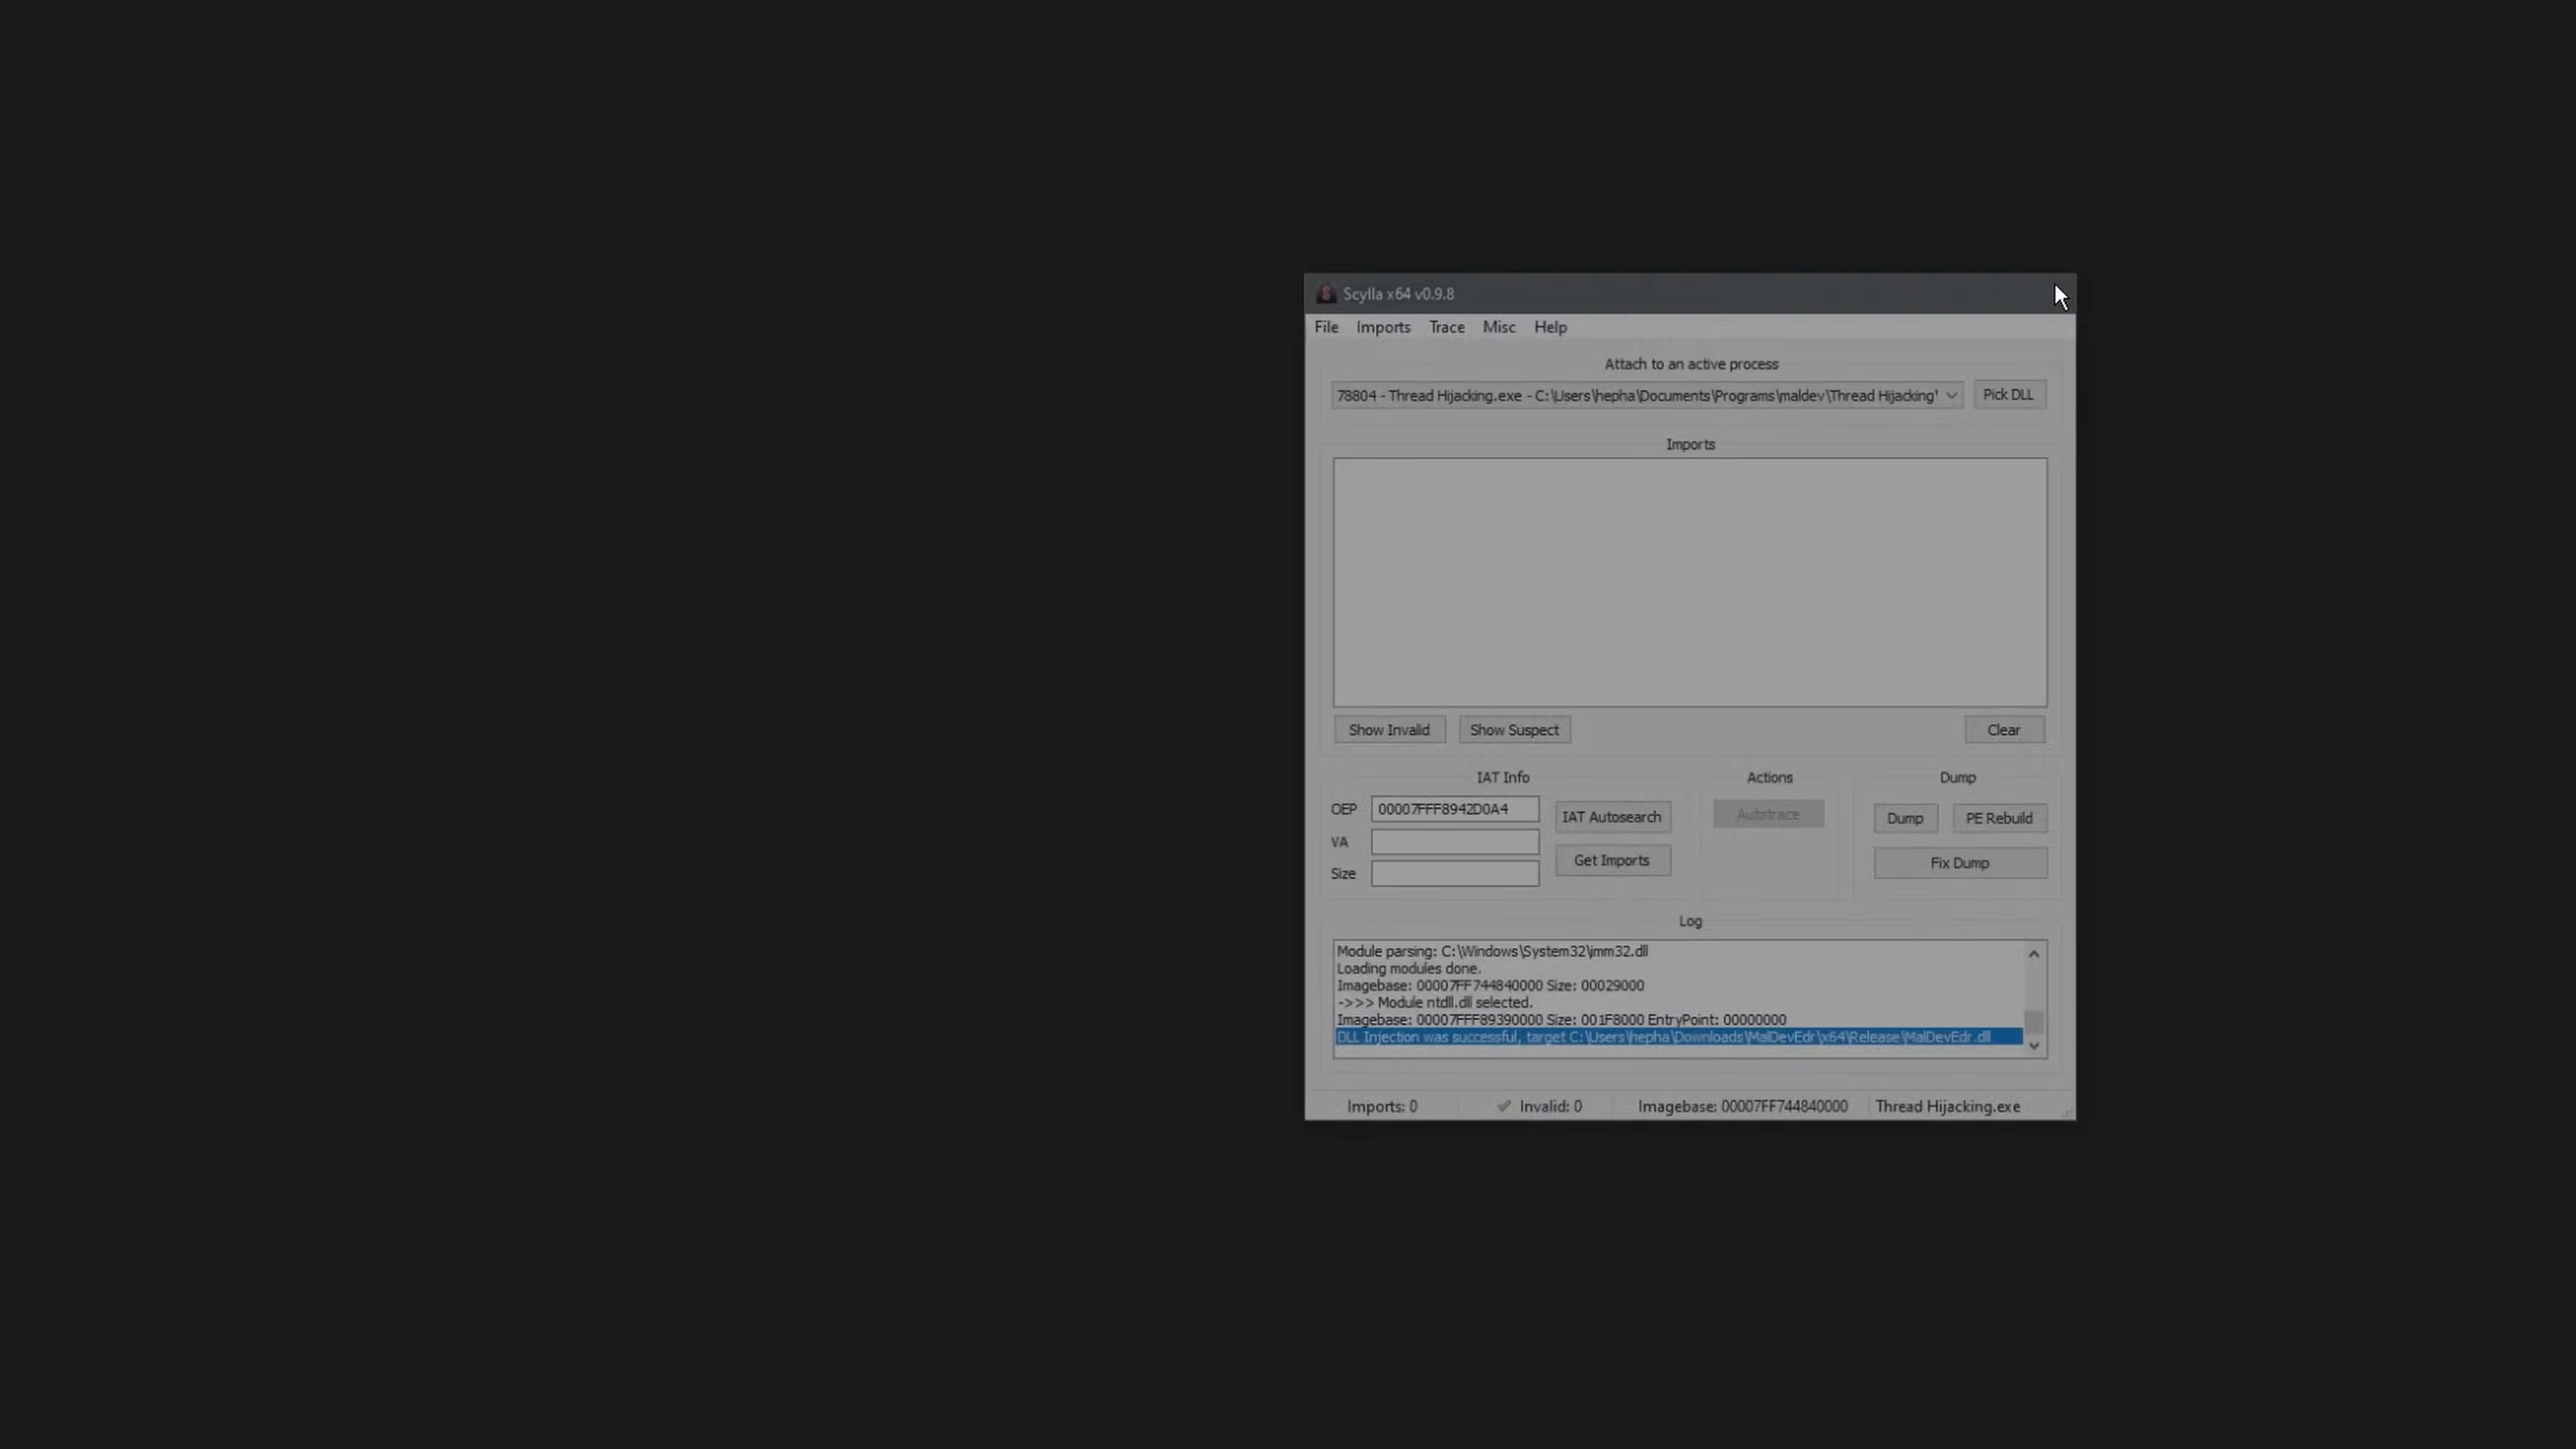 Scylla x64 v0.9.8
File Imports Trace Misc Help
Attach to an active process
78804 - Thread Hijacking.exe - C:\Users\hepha\Documents\Programs\maldev\Thread Hijacking' Pick DLL
Imports
Show Invalid Show Suspect Clear
IAT Info Actions Dump
OEP 00007FFF8942D0A4 IAT Autosearch Autotrace Dump PE Rebuild
VA
Get Imports Fix Dump
Size
Log
Module parsing: C:\Windows\System32\imm32.dll
Loading modules done.
Imagebase: 00007FF744840000 Size: 00029000
->>> Module ntdll.dll selected.
Imagebase: 00007FFF89390000 Size: 001F8000 EntryPoint: 00000000
DLL Injection was successful, target C:\Users\hepha\Downloads\MalDevEdr\x64\Release\MalDevEdr.dll
Imports: 0 Invalid: 0 Imagebase: 00007FF744840000 Thread Hijacking.exe